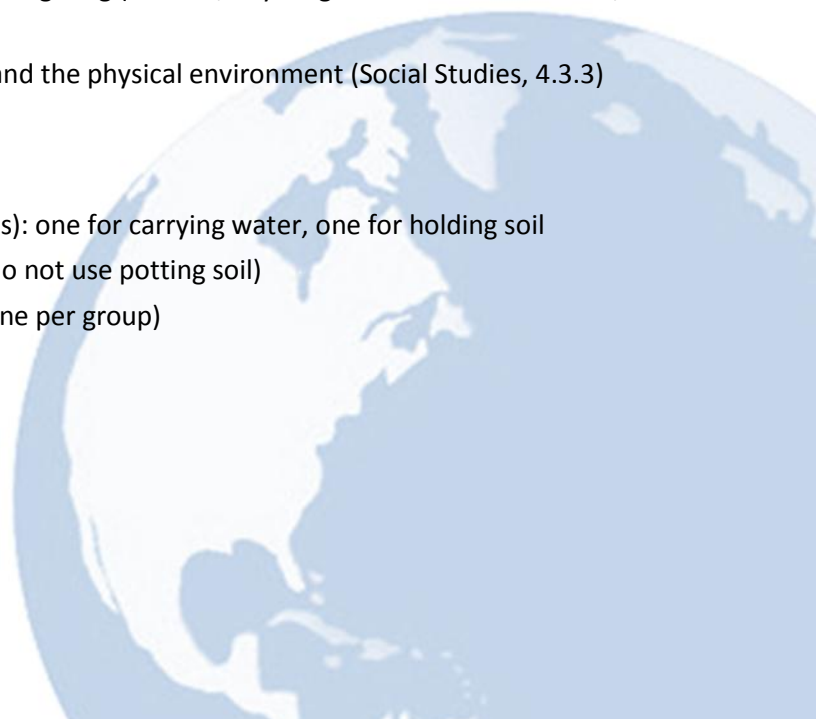 and the physical environment (Social Studies, 4.3.3)
s): one for carrying water, one for holding soil
o not use potting soil)
ne per group)